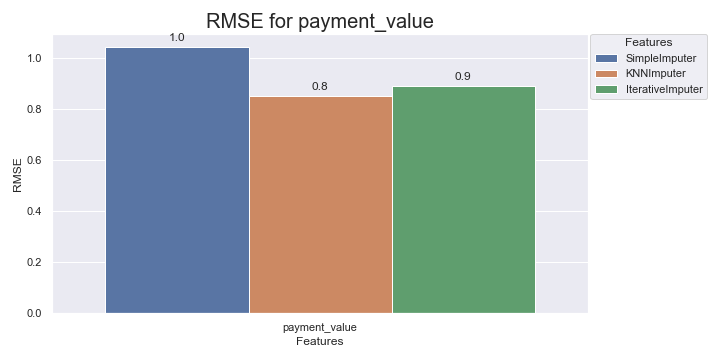 RMSE for payment_value
Features
SimpleImputer
KNNImputer
IterativeImputer
1.0
0.8
0.9
RMSE
1.0
0.8
0.6
0.4
0.2
0.0
payment_value
Features